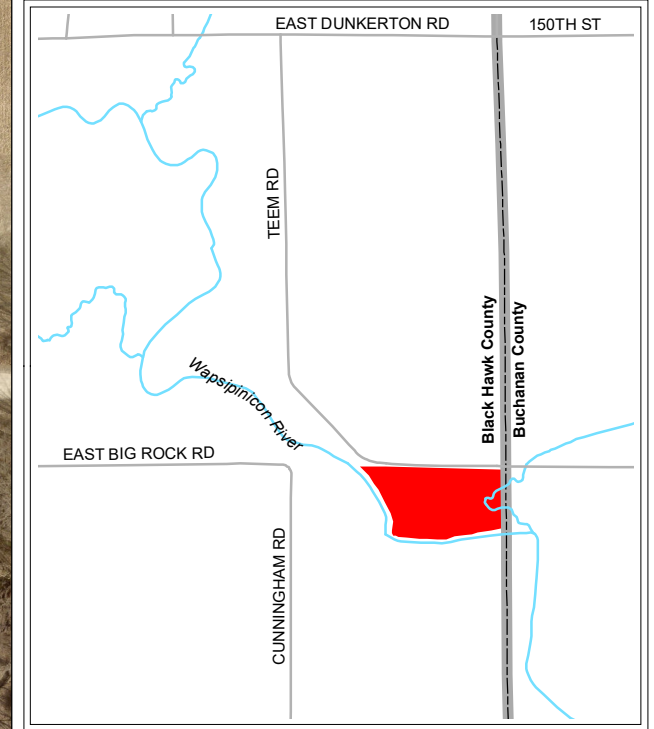 EAST DUNKERTON RD
150TH ST
TEEM RD
Black Hawk County
Buchanan County
Wapsipinicon River
EAST BIG ROCK RD
CUNNINGHAM RD